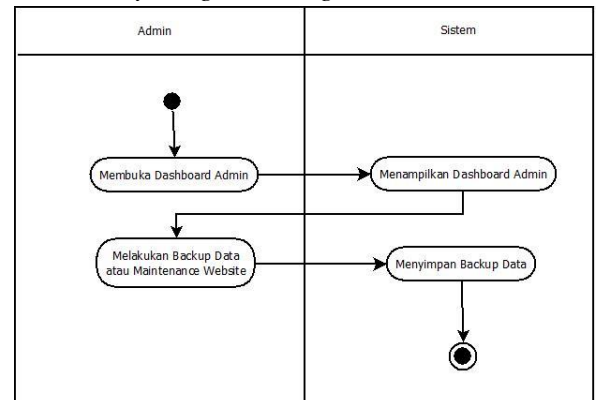 Admin
Sistem
Membuka Dashboard Admin
Menampilkan Dashboard Admin
Melakukan Backup Data
atau Maintenance Website
Menyimpan Backup Data